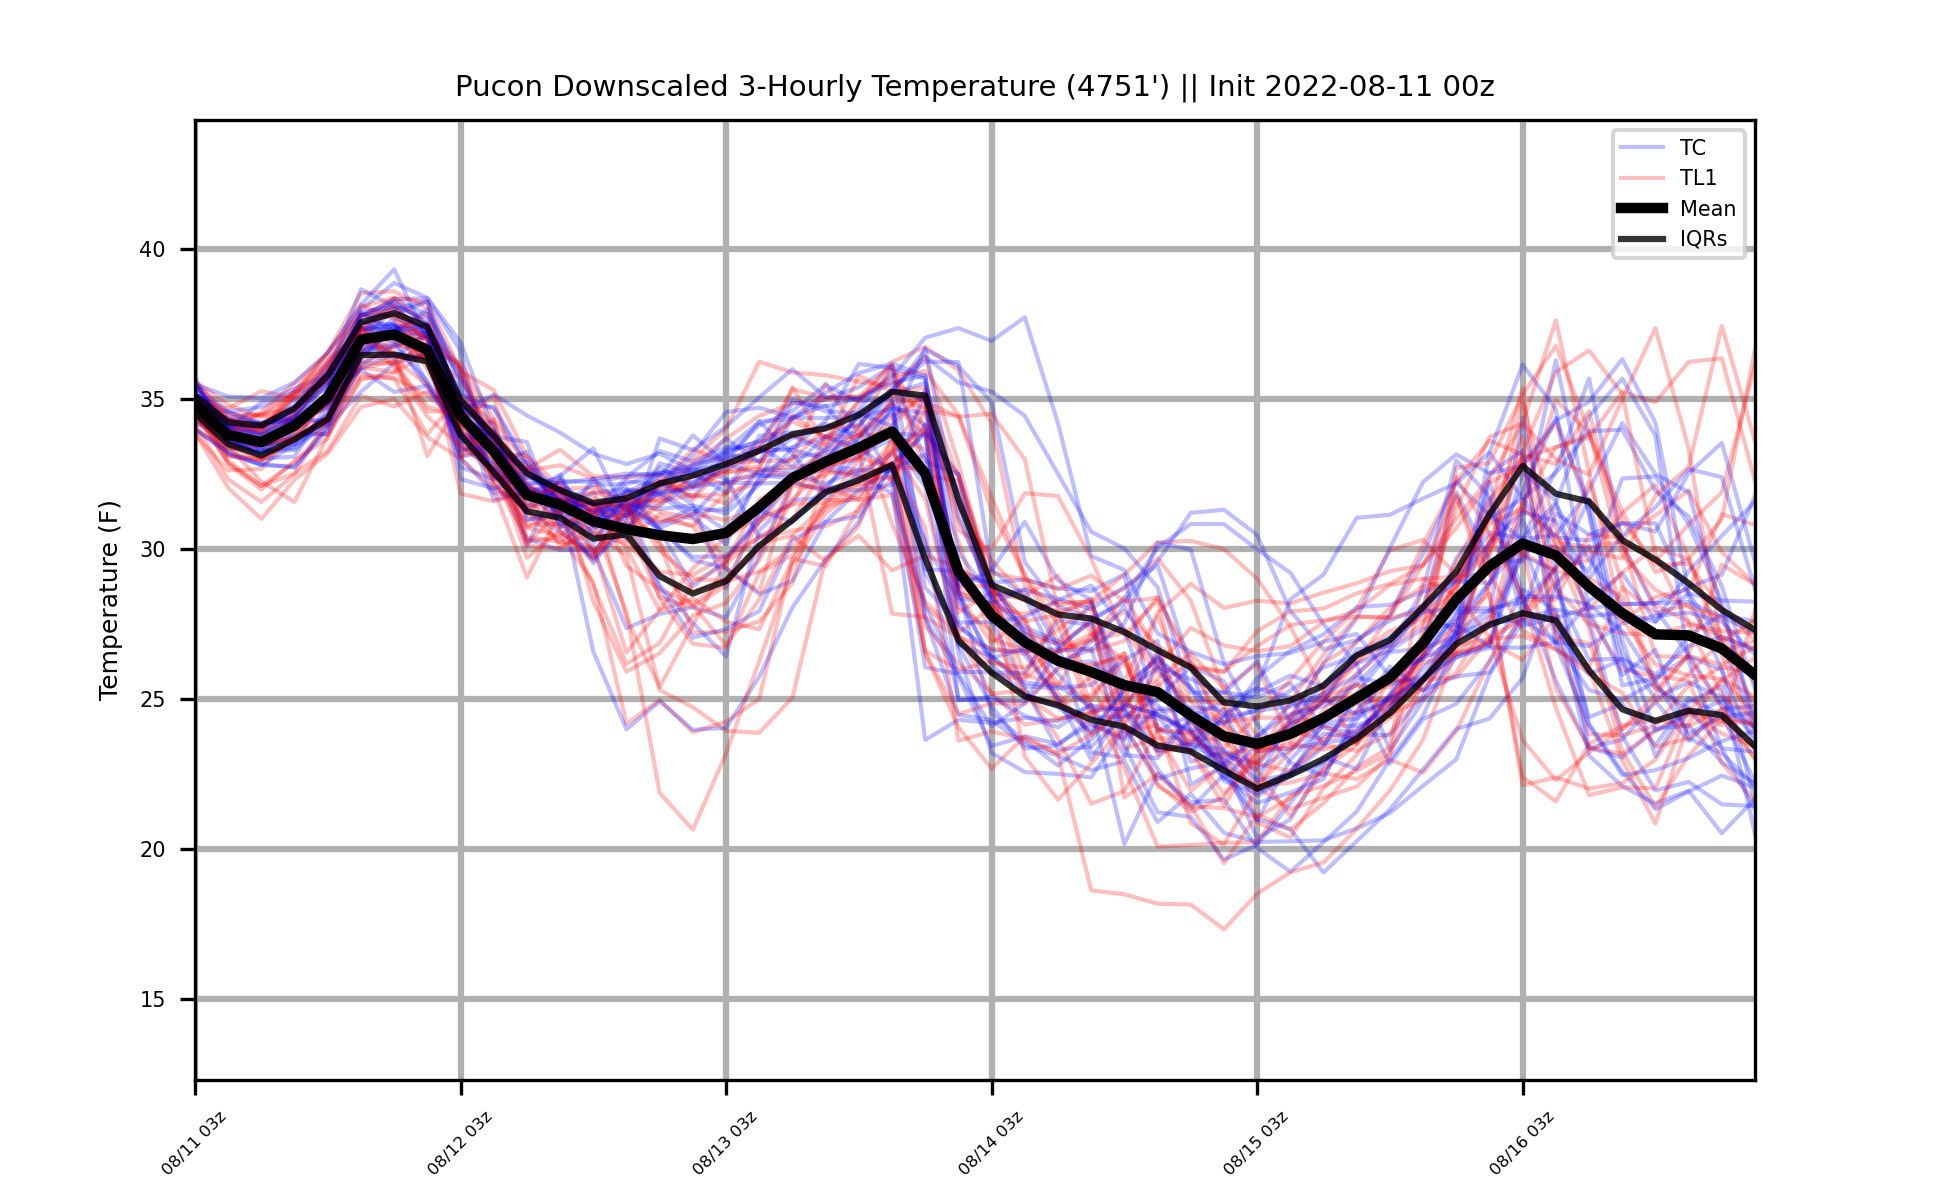 Pucon Downscaled 3-Hourly Temperature (4751') || Init 2022-08-11 00z
TC
TL1
Mean
IQRs
Temperature (F)
40
35
30
25
20
15
08/11 03z
08/12 03z
08/13 03z
08/14 03z
08/15 03z
08/16 03z